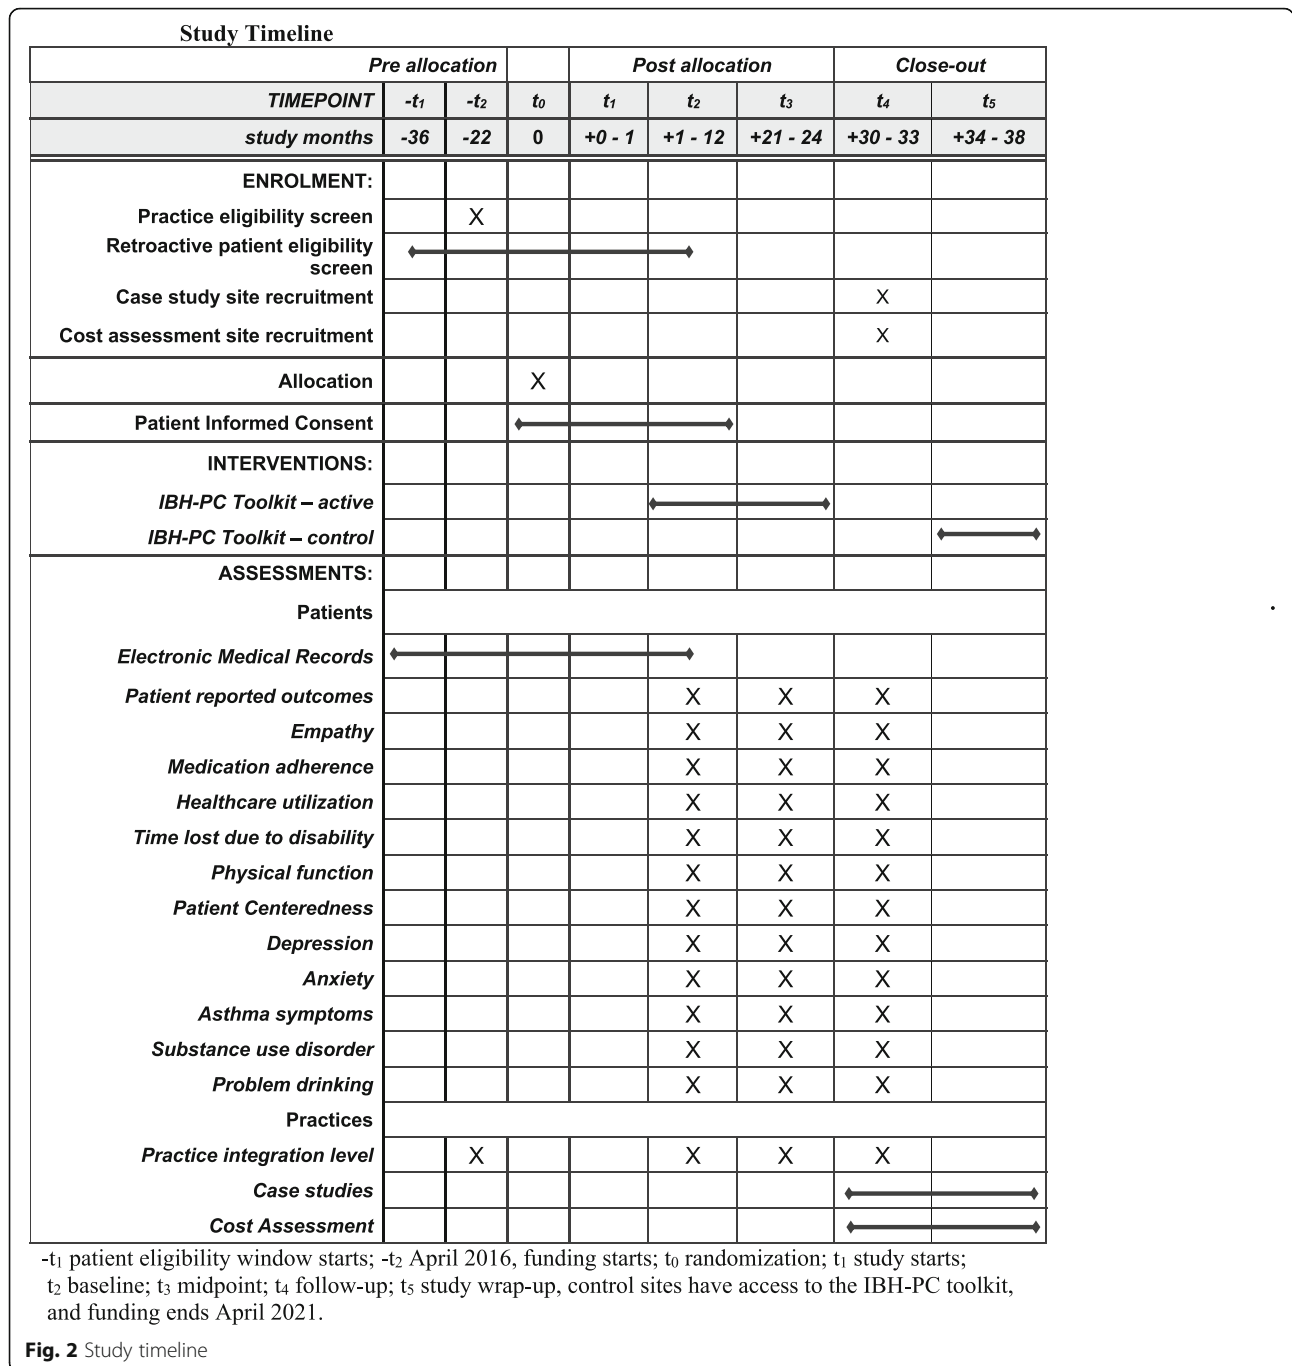 Study Timeline
Pre allocation Post allocation Close-out
TIMEPOINT -t1 -t2 t0 t1 t2 t3 t4 t5
study months -36 -22 0 +0 - 1 +1 - 12 +21 - 24 +30 - 33 +34 - 38
ENROLMENT:
Practice eligibility screen X
Retroactive patient eligibility
screen
Case study site recruitment X
Cost assessment site recruitment X
Allocation X
Patient Informed Consent
INTERVENTIONS:
IBH-PC Toolkit – active
IBH-PC Toolkit – control
ASSESSMENTS:
Patients
Electronic Medical Records
Patient reported outcomes X X X
Empathy X X X
Medication adherence X X X
Healthcare utilization X X X
Time lost due to disability X X X
Physical function X X X
Patient Centeredness X X X
Depression X X X
Anxiety X X X
Asthma symptoms X X X
Substance use disorder X X X
Problem drinking X X X
Practices
Practice integration level X X X X
Case studies
Cost Assessment
-t1 patient eligibility window starts; -t2 April 2016, funding starts; t0 randomization; t1 study starts;
t2 baseline; t3 midpoint; t4 follow-up; t5 study wrap-up, control sites have access to the IBH-PC toolkit,
and funding ends April 2021.
Fig. 2 Study timeline